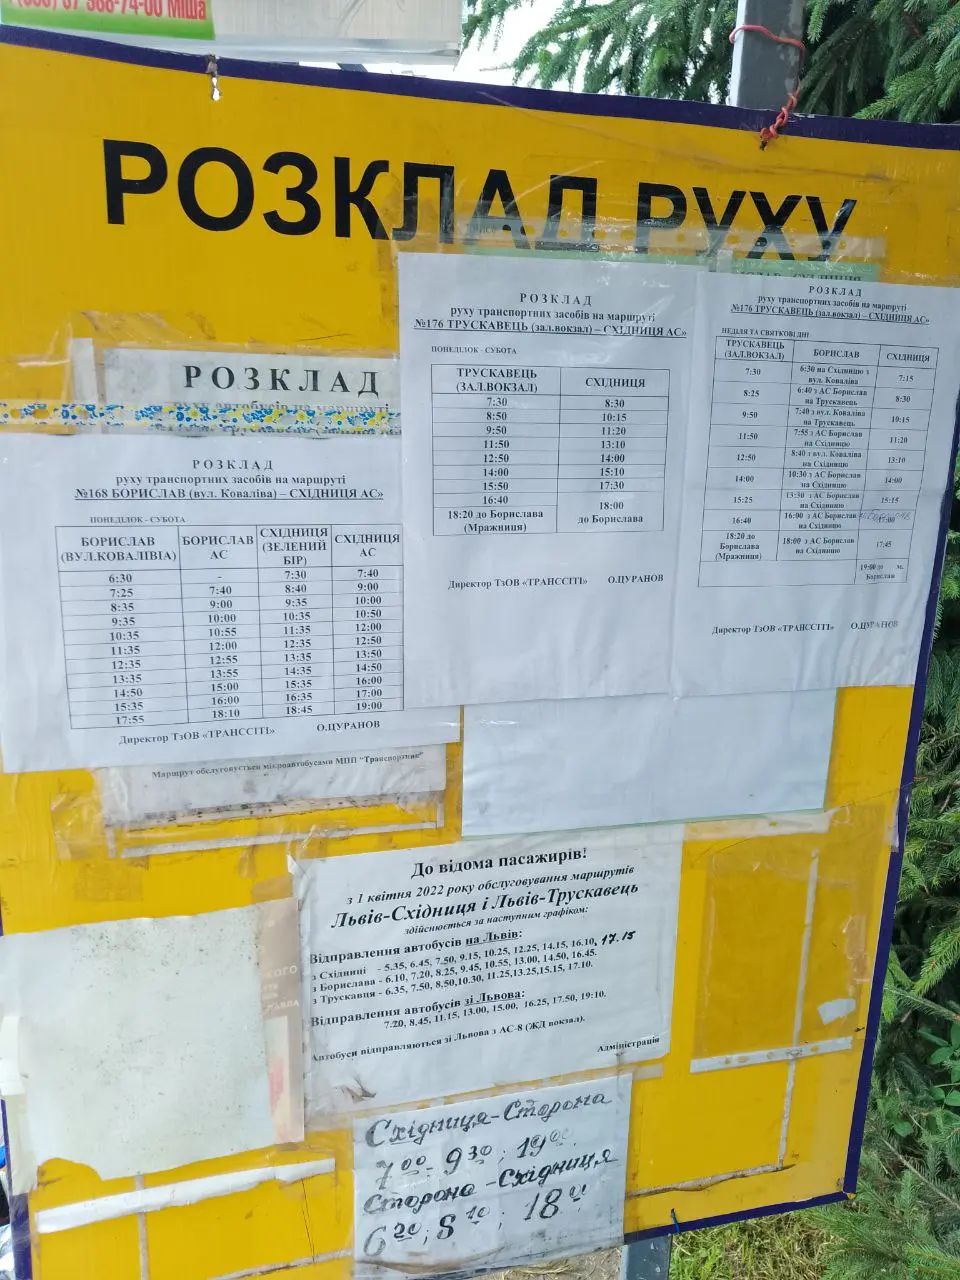 Міша
РОЗКЛАД РУХУ
РОЗКЛАД
руху автобусів на маршруті
РОЗКЛАД
руху транспортних засобів на маршруті
№168 БОРИСЛАВ (вул. Коваліва) – СХІДНИЦЯ АС»
ПОНЕДІЛОК - СУБОТА
БОРИСЛАВ (ВУЛ.КОВАЛІВІА) БОРИСЛАВ АС СХІДНИЦЯ (ЗЕЛЕНИЙ БІР) СХІДНИЦЯ АС
6:30 - 7:30 7:40
7:25 7:40 8:40 9:00
8:35 9:00 9:35 10:00
9:35 10:00 10:35 10:50
10:35 10:55 11:35 12:00
11:35 12:00 12:35 12:50
12:35 12:55 13:35 13:50
13:35 13:55 14:35 14:50
14:50 15:00 15:35 16:00
15:35 16:00 16:35 17:00
17:55 18:10 18:45 19:00
Директор ТзОВ «ТРАНССІТІ» О.ЦУРАНОВ
Маршрут обслуговується мікроавтобусами МПП "Транспортник"
РОЗКЛАД
руху транспортних засобів на маршруті
№176 ТРУСКАВЕЦЬ (зал.вокзал) – СХІДНИЦЯ АС»
ПОНЕДІЛОК - СУБОТА
ТРУСКАВЕЦЬ (ЗАЛ.ВОКЗАЛ) СХІДНИЦЯ
7:30 8:30
8:50 10:15
9:50 11:20
11:50 13:10
12:50 14:00
14:00 15:10
15:50 17:30
16:40 18:00
18:20 до Борислава (Мражниця) до Борислава
Директор ТзОВ «ТРАНССІТІ» О.ЦУРАНОВ
РОЗКЛАД
руху транспортних засобів на маршруті
№176 ТРУСКАВЕЦЬ (зал.вокзал) – СХІДНИЦЯ АС»
НЕДІЛЯ ТА СВЯТКОВІ ДНІ
ТРУСКАВЕЦЬ (ЗАЛ.ВОКЗАЛ) БОРИСЛАВ СХІДНИЦЯ
7:30 6:30 на Східницю з вул. Коваліва 7:15
8:25 6:40 з АС Борислав на Трускавець 8:30
9:50 7:40 з вул. Коваліва на Трускавець 10:15
11:50 7:55 з АС Борислав на Східницю 11:20
12:50 8:40 з вул. Коваліва на Східницю 13:10
14:00 10:30 з АС Борислав на Східницю 14:00
15:25 13:30 з АС Борислав на Східницю 15:15
16:40 16:00 з АС Борислав на Східницю 17:00
18:20 до Борислава (Мражниця) 18:00 з АС Борислав на Східницю 17:45
19:00 до м. Борислав
Директор ТзОВ «ТРАНССІТІ» О.ЦУРАНОВ
До відома пасажирів!
з 1 квітня 2022 року обслуговування маршрутів
Львів-Східниця і Львів-Трускавець
здійснюється за наступним графіком:
Відправлення автобусів на Львів:
з Східниці - 5.35, 6.45, 7.50, 9.15, 10.25, 12.25, 14.15, 16.10, 17.15
з Борислава - 6.10, 7.20, 8.25, 9.45, 10.55, 13.00, 14.50, 16.45.
з Трускавця - 6.35, 7.50, 8,50,10.30, 11.25,13.25,15.15, 17.10.
Відправлення автобусів зі Львова:
7.20, 8.45, 11.15, 13.00, 15.00, 16.25, 17.50, 19.10.
Автобуси відправляються зі Львова з АС-8 (ЖД вокзал).
Адміністрація
Східниця-Сторона
7 00 - 9 30; 19 00.
Сторона-Східниця
6 20; 8 10; 18